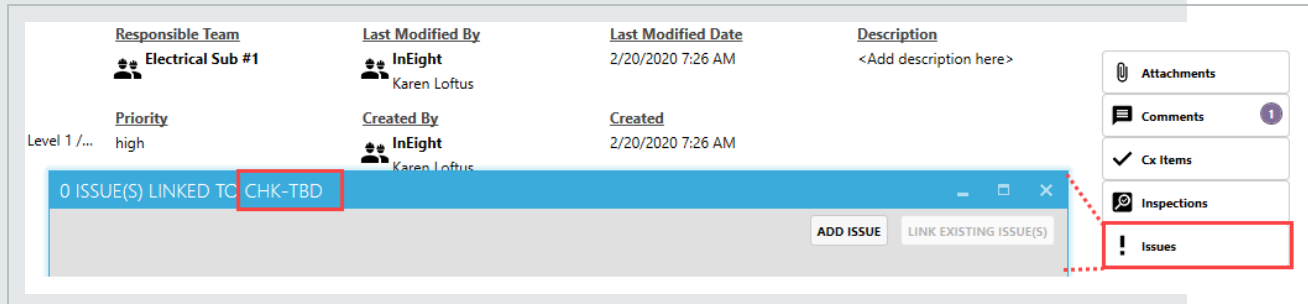 Responsible Team
Electrical Sub #1
Last Modified By
InEight
Karen Loftus
Last Modified Date
2/20/2020 7:26 AM
Description
<Add description here>
Level 1 /...
Priority
high
Created By
InEight
Karen Loftus
Created
2/20/2020 7:26 AM
0 ISSUE(S) LINKED TO CHK-TBD
ADD ISSUE
LINK EXISTING ISSUE(S)
Attachments
Comments 1
Cx Items
Inspections
Issues